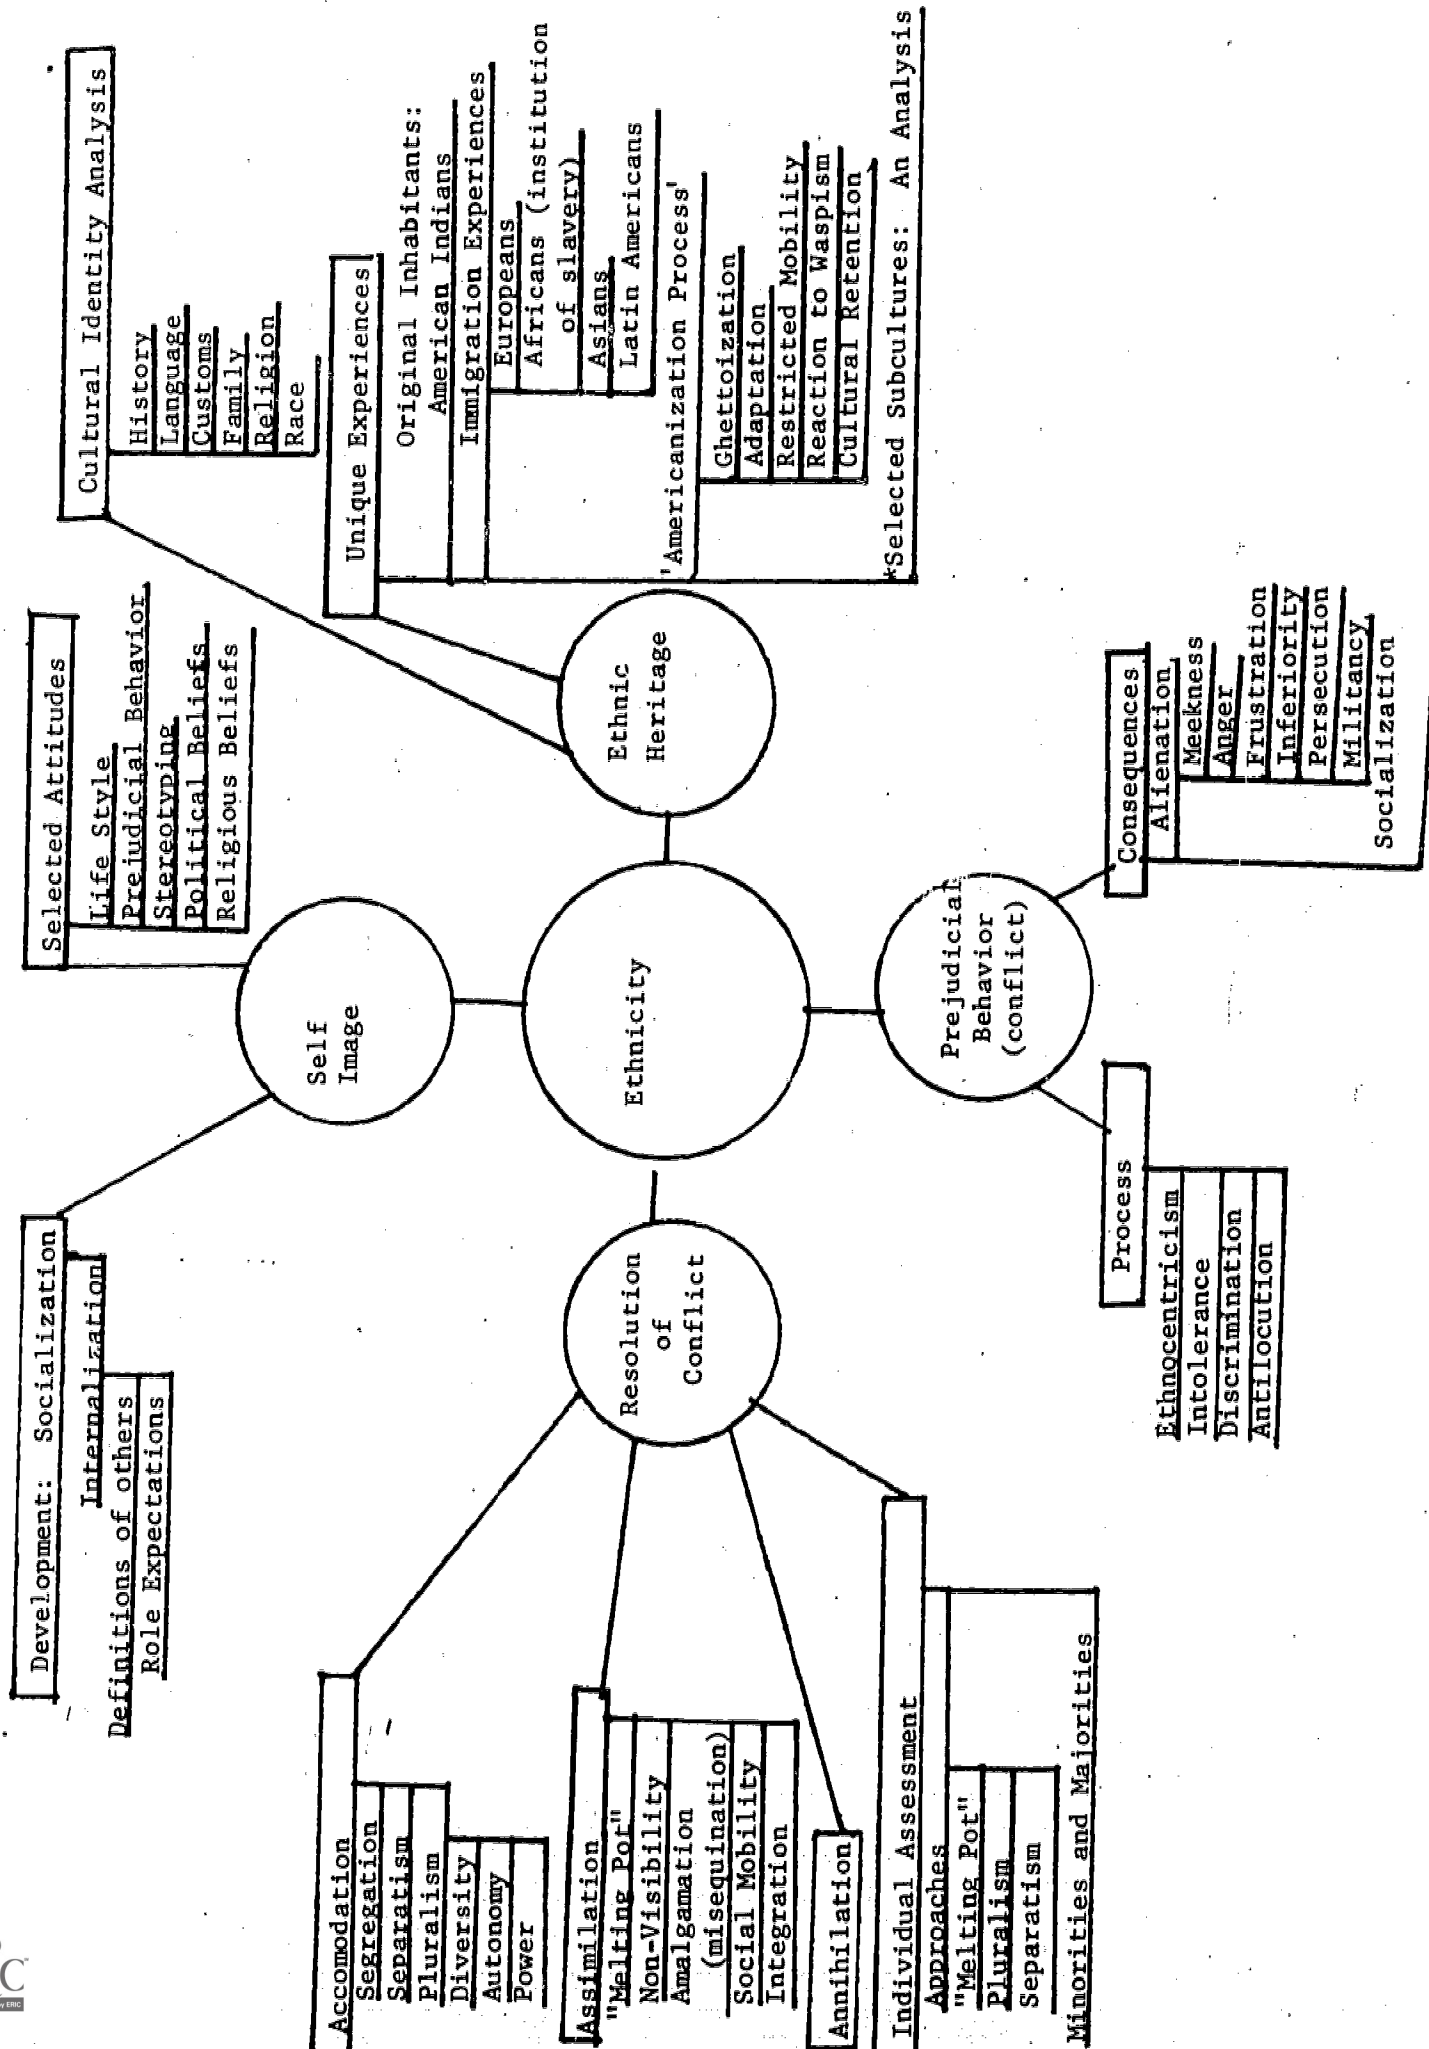 Development: Socialization
Internalization
Definitions of others
Role Expectations
Selected Attitudes
Life Style
Prejudicial Behavior
Stereotyping
Political Beliefs
Religious Beliefs
Cultural Identity Analysis
History
Language
Customs
Family
Religion
Race
Self
Image
Unique Experiences
Original Inhabitants:
American Indians
Immigration Experiences
Europeans
Africans (institution
of slavery)
Asians
Latin Americans
'Americanization Process'
Ghettoization
Adaptation
Restricted Mobility
Reaction to Waspism
Cultural Retention
*Selected Subcultures: An Analysis
Accomodation
Segregation
Separatism
Pluralism
Diversity
Autonomy
Power
Assimilation
"Melting Pot"
Non-Visibility
Amalgamation
(misequination)
Social Mobility
Integration
Annihilation
Individual Assessment
Approaches
"Melting Pot"
Pluralism
Separatism
Minorities and Majorities
Resolution
of
Conflict
Ethnicity
Ethnic
Heritage
Prejudicial
Behavior
(conflict)
Process
Ethnocentricism
Intolerance
Discrimination
Antilocution
Consequences
Alienation
Meekness
Anger
Frustration
Inferiority
Persecution
Militancy
Socialization
by ERIC